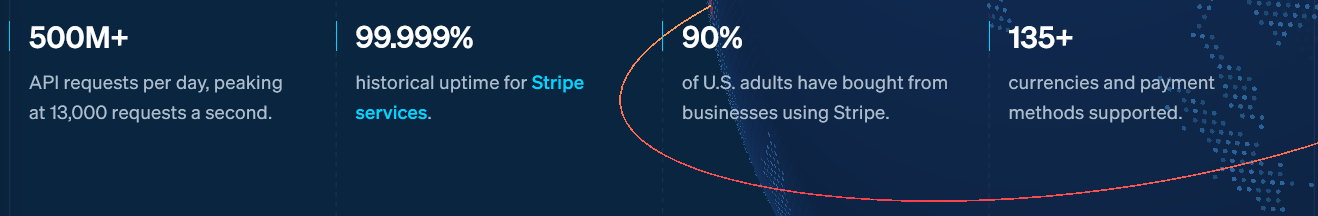 500M+
API requests per day, peaking
at 13,000 requests a second.
99.999%
historical uptime for Stripe
services.
90%
of U.S. adults have bought from
businesses using Stripe.
135+
currencies and payment
methods supported.